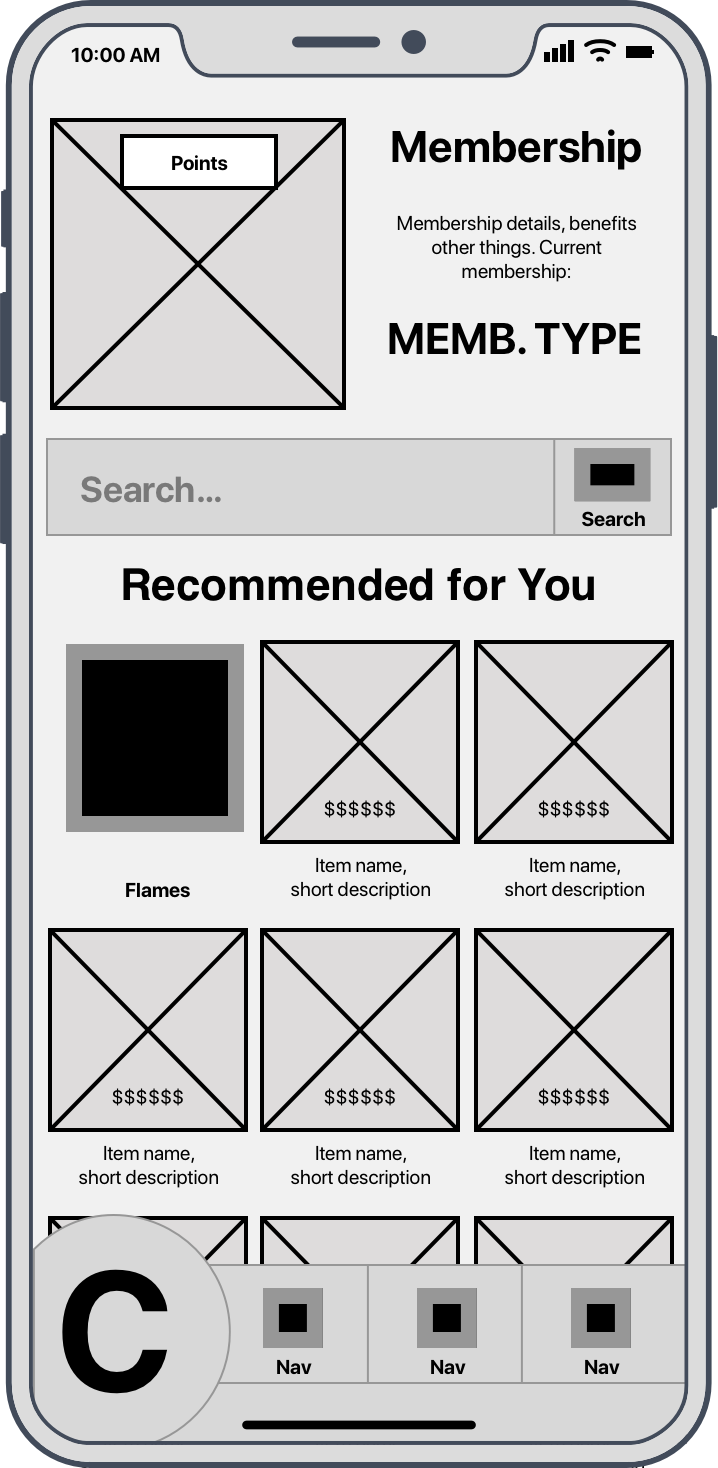 10:00 AM
Points
Membership
Membership details, benefits
other things. Current
membership:
MEMB. TYPE
Search...
Search
Recommended for You
$$$$$$
$$$$$$
Flames
Item name,
short description
Item name,
short description
$$$$$$
$$$$$$
$$$$$$
Item name,
short description
Item name,
short description
Item name,
short description
C
Nav
Nav
Nav